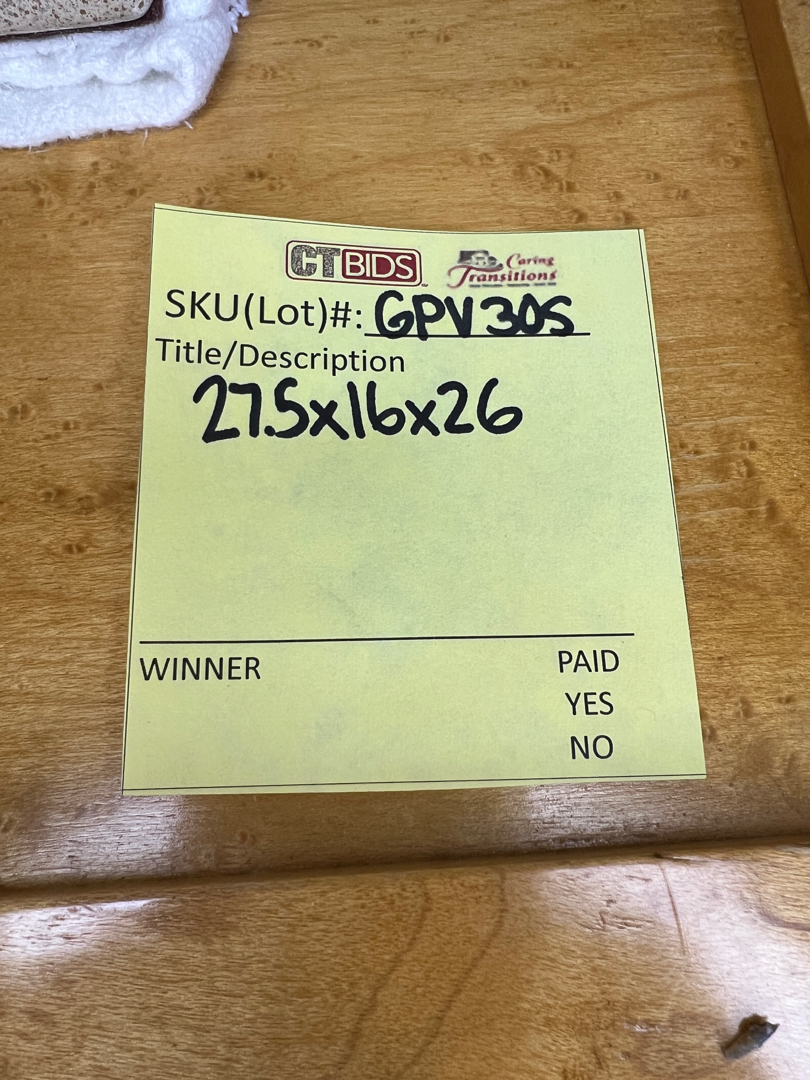 CTBIDS
Caring
Transitions
SKU(Lot)#: GPV30S
Title/Description
27.5x16x26
WINNER
PAID
YES
NO